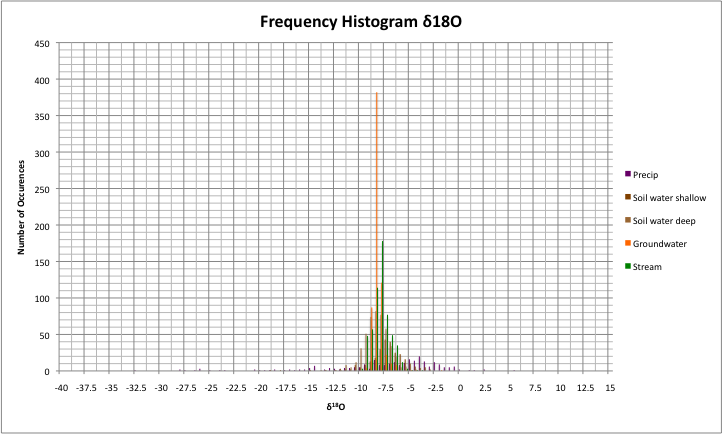 Frequency Histogram δ18O
450
400
350
300
250
200
150
100
50
0
Number of Occurences
-40 -37.5 -35 -32.5 -30 -27.5 -25 -22.5 -20 -17.5 -15 -12.5 -10 -7.5 -5 -2.5 0 2.5 5 7.5 10 12.5 15
δ¹⁸O
Precip
Soil water shallow
Soil water deep
Groundwater
Stream